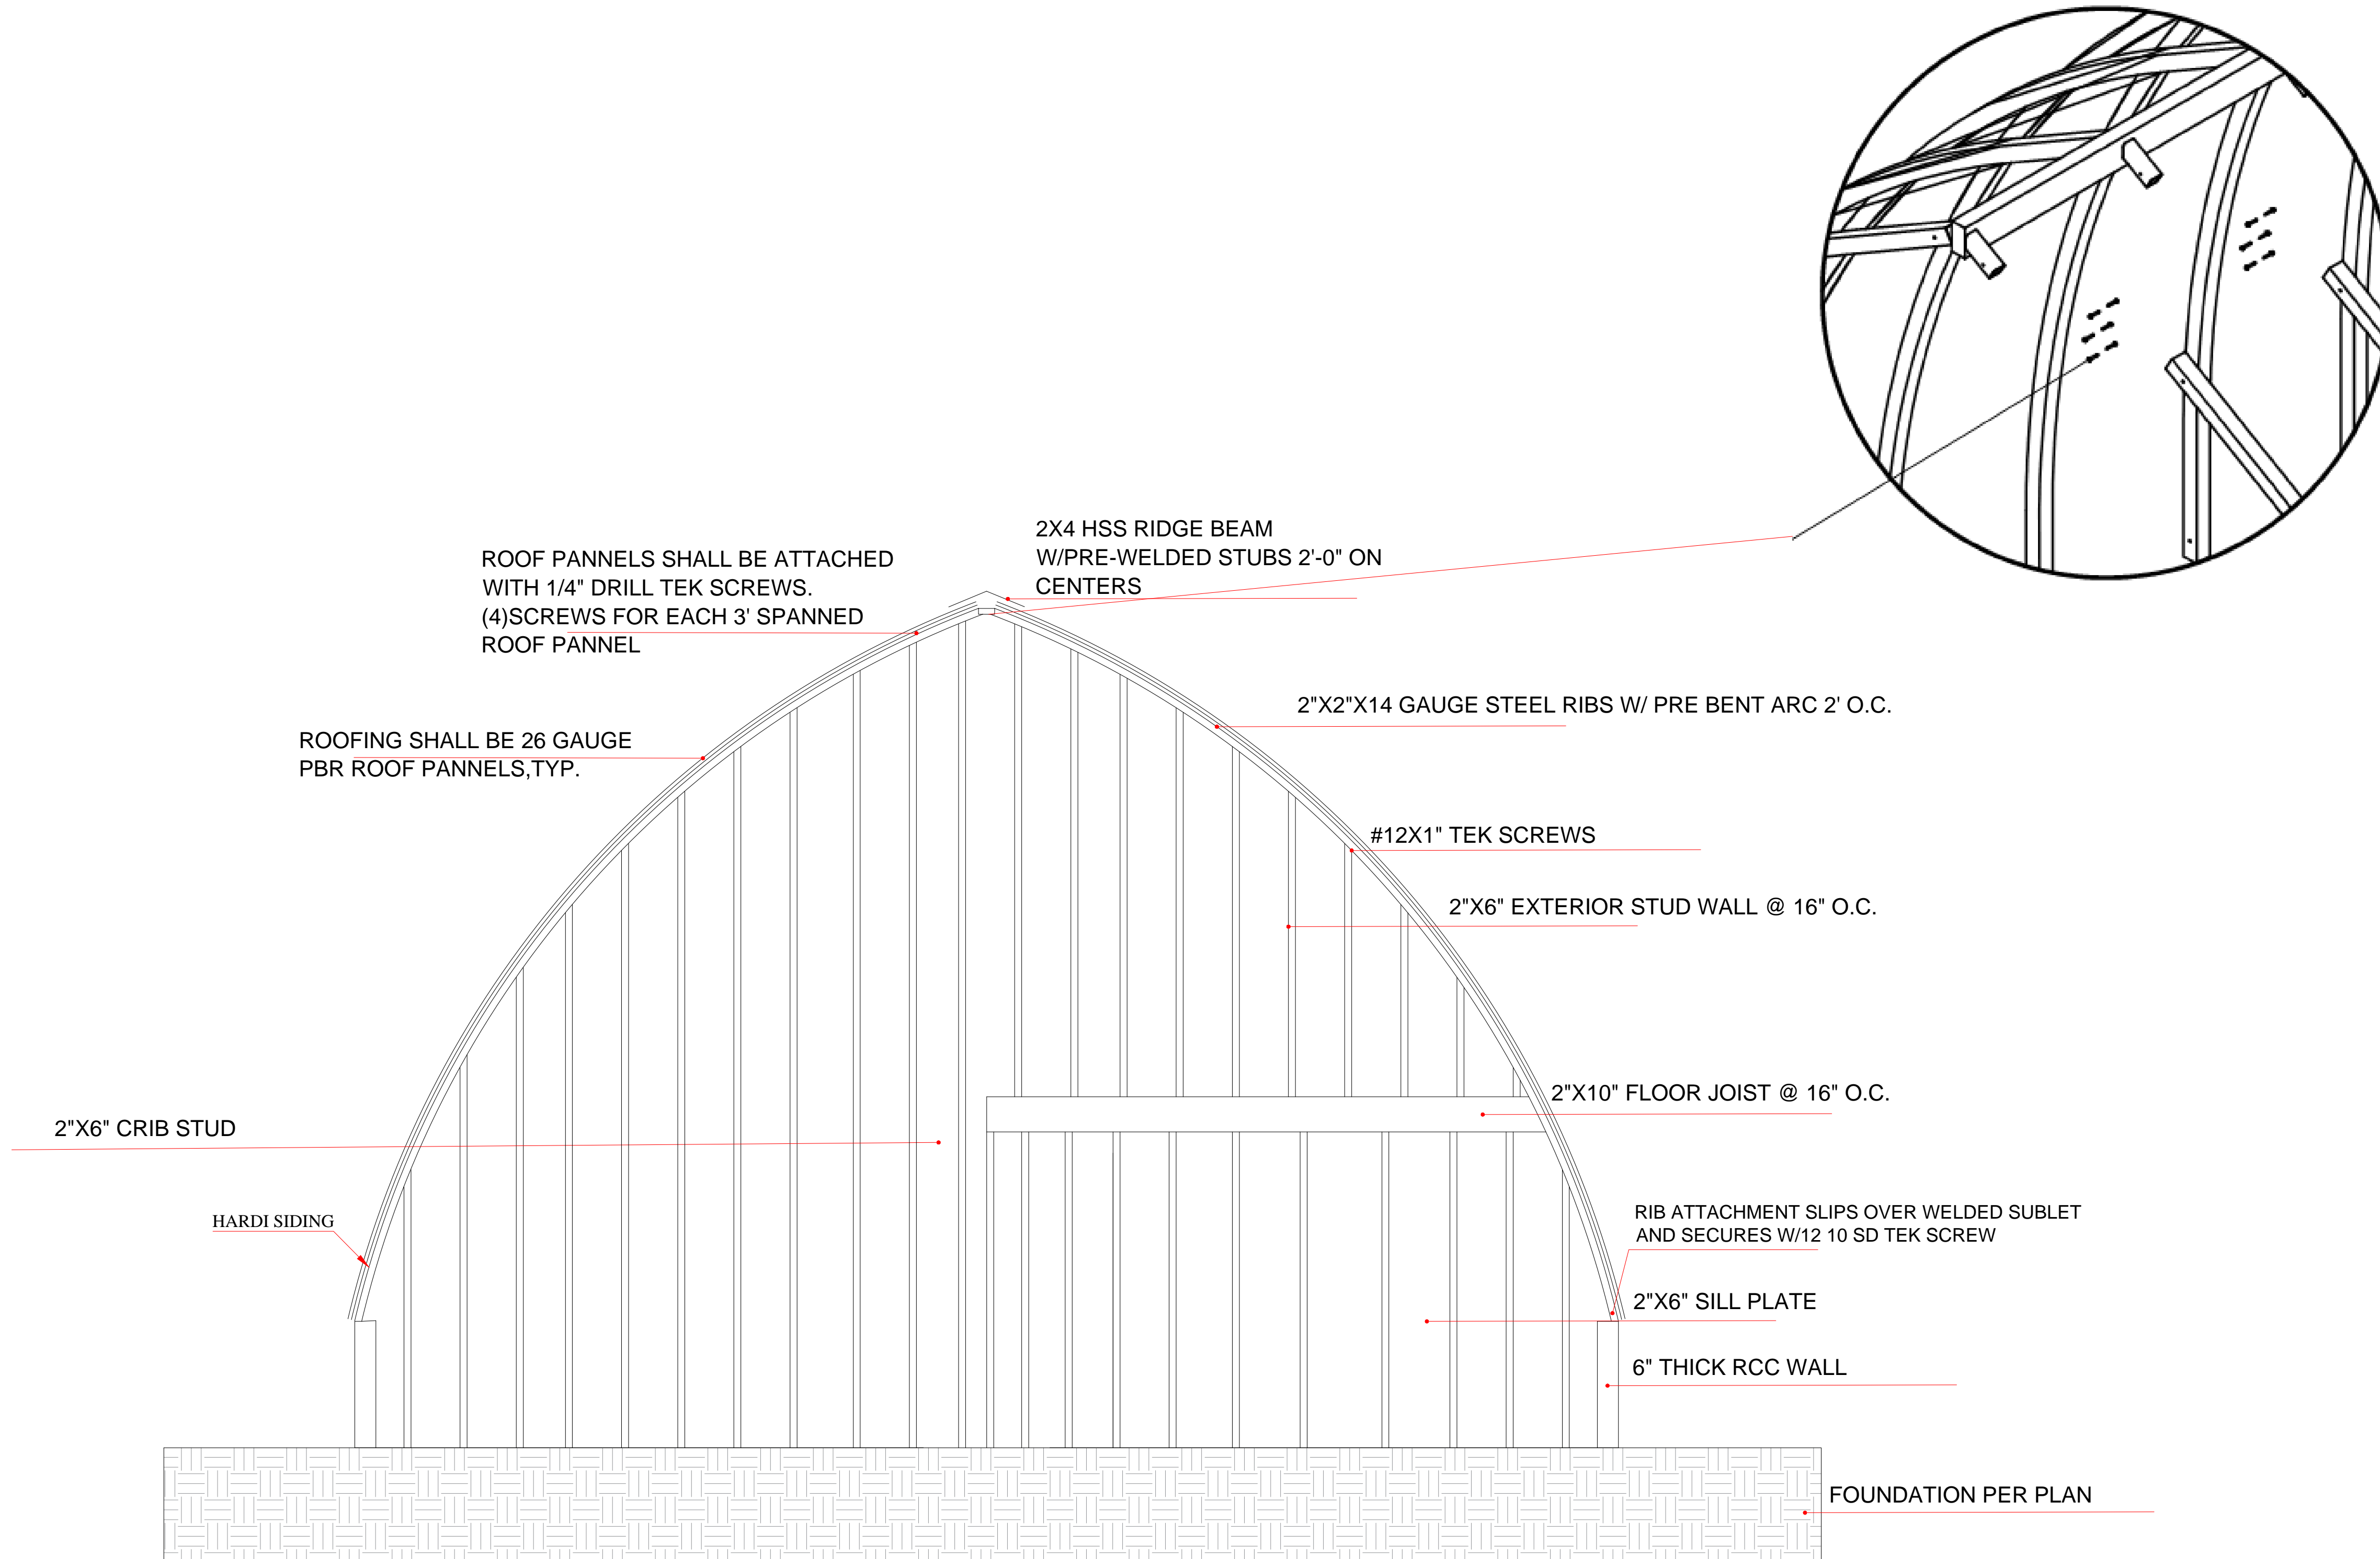 2X4 HSS RIDGE BEAM
W/PRE-WELDED STUBS 2'-0" ON
CENTERS
ROOF PANNELS SHALL BE ATTACHED
WITH 1/4" DRILL TEK SCREWS.
(4)SCREWS FOR EACH 3' SPANNED
ROOF PANNEL
2"X2"X14 GAUGE STEEL RIBS W/ PRE BENT ARC 2' O.C.
ROOFING SHALL BE 26 GAUGE
PBR ROOF PANNELS,TYP.
#12X1" TEK SCREWS
2"X6" EXTERIOR STUD WALL @ 16" O.C.
2"X10" FLOOR JOIST @ 16" O.C.
2"X6" CRIB STUD
HARDI SIDING
RIB ATTACHMENT SLIPS OVER WELDED SUBLET
AND SECURES W/12 10 SD TEK SCREW
2"X6" SILL PLATE
6" THICK RCC WALL
FOUNDATION PER PLAN